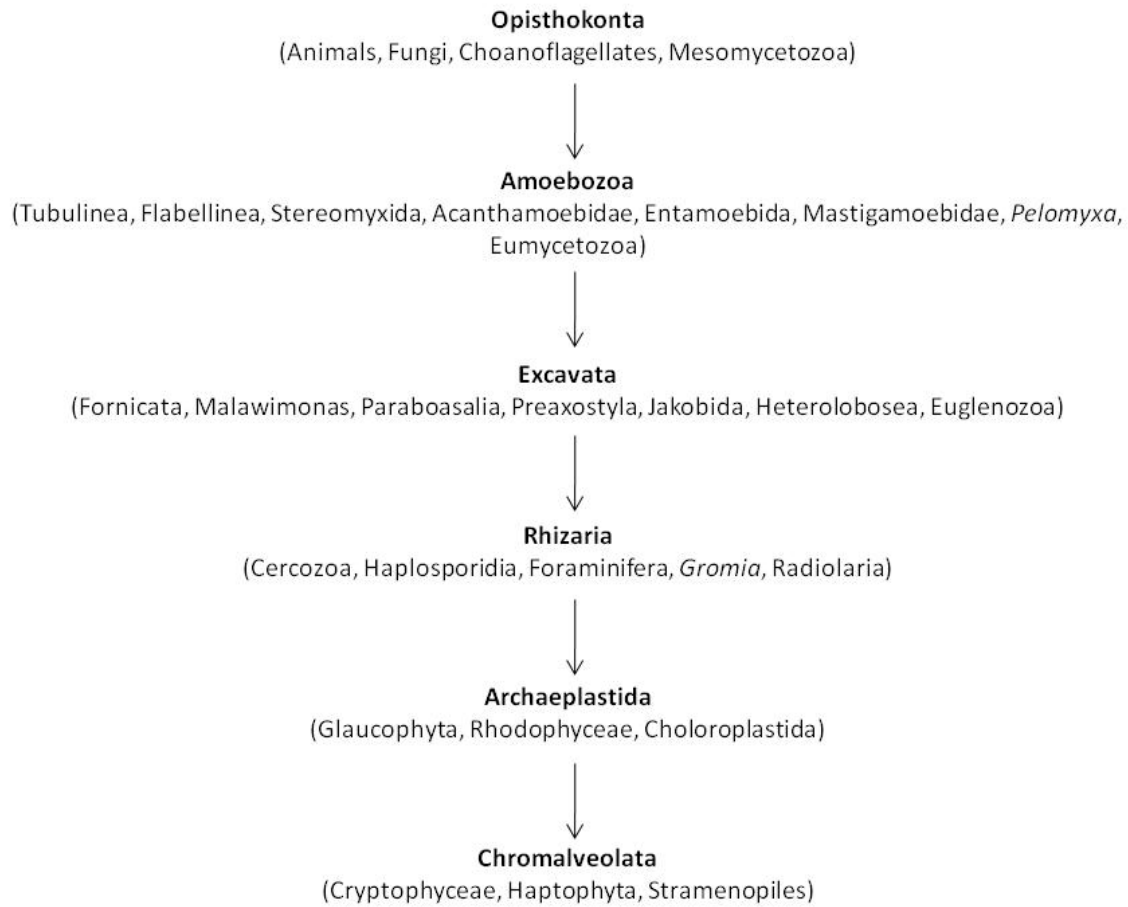 Opisthokonta
(Animals, Fungi, Choanoflagellates, Mesomycetozoa)
Amoebozoa
(Tubulinea, Flabellinea, Stereomyxida, Acanthamoebidae, Entamoebida, Mastigamoebidae, Pelomyxa,
Eumycetozoa)
Excavata
(Fornicata, Malawimonas, Paraboasalia, Preaxostyla, Jakobida, Heterolobosea, Euglenozoa)
Rhizaria
(Cercozoa, Haplosporidia, Foraminifera, Gromia, Radiolaria)
Archaeplastida
(Glaucophyta, Rhodophyceae, Choloroplastida)
Chromalveolata
(Cryptophyceae, Haptophyta, Stramenopiles)